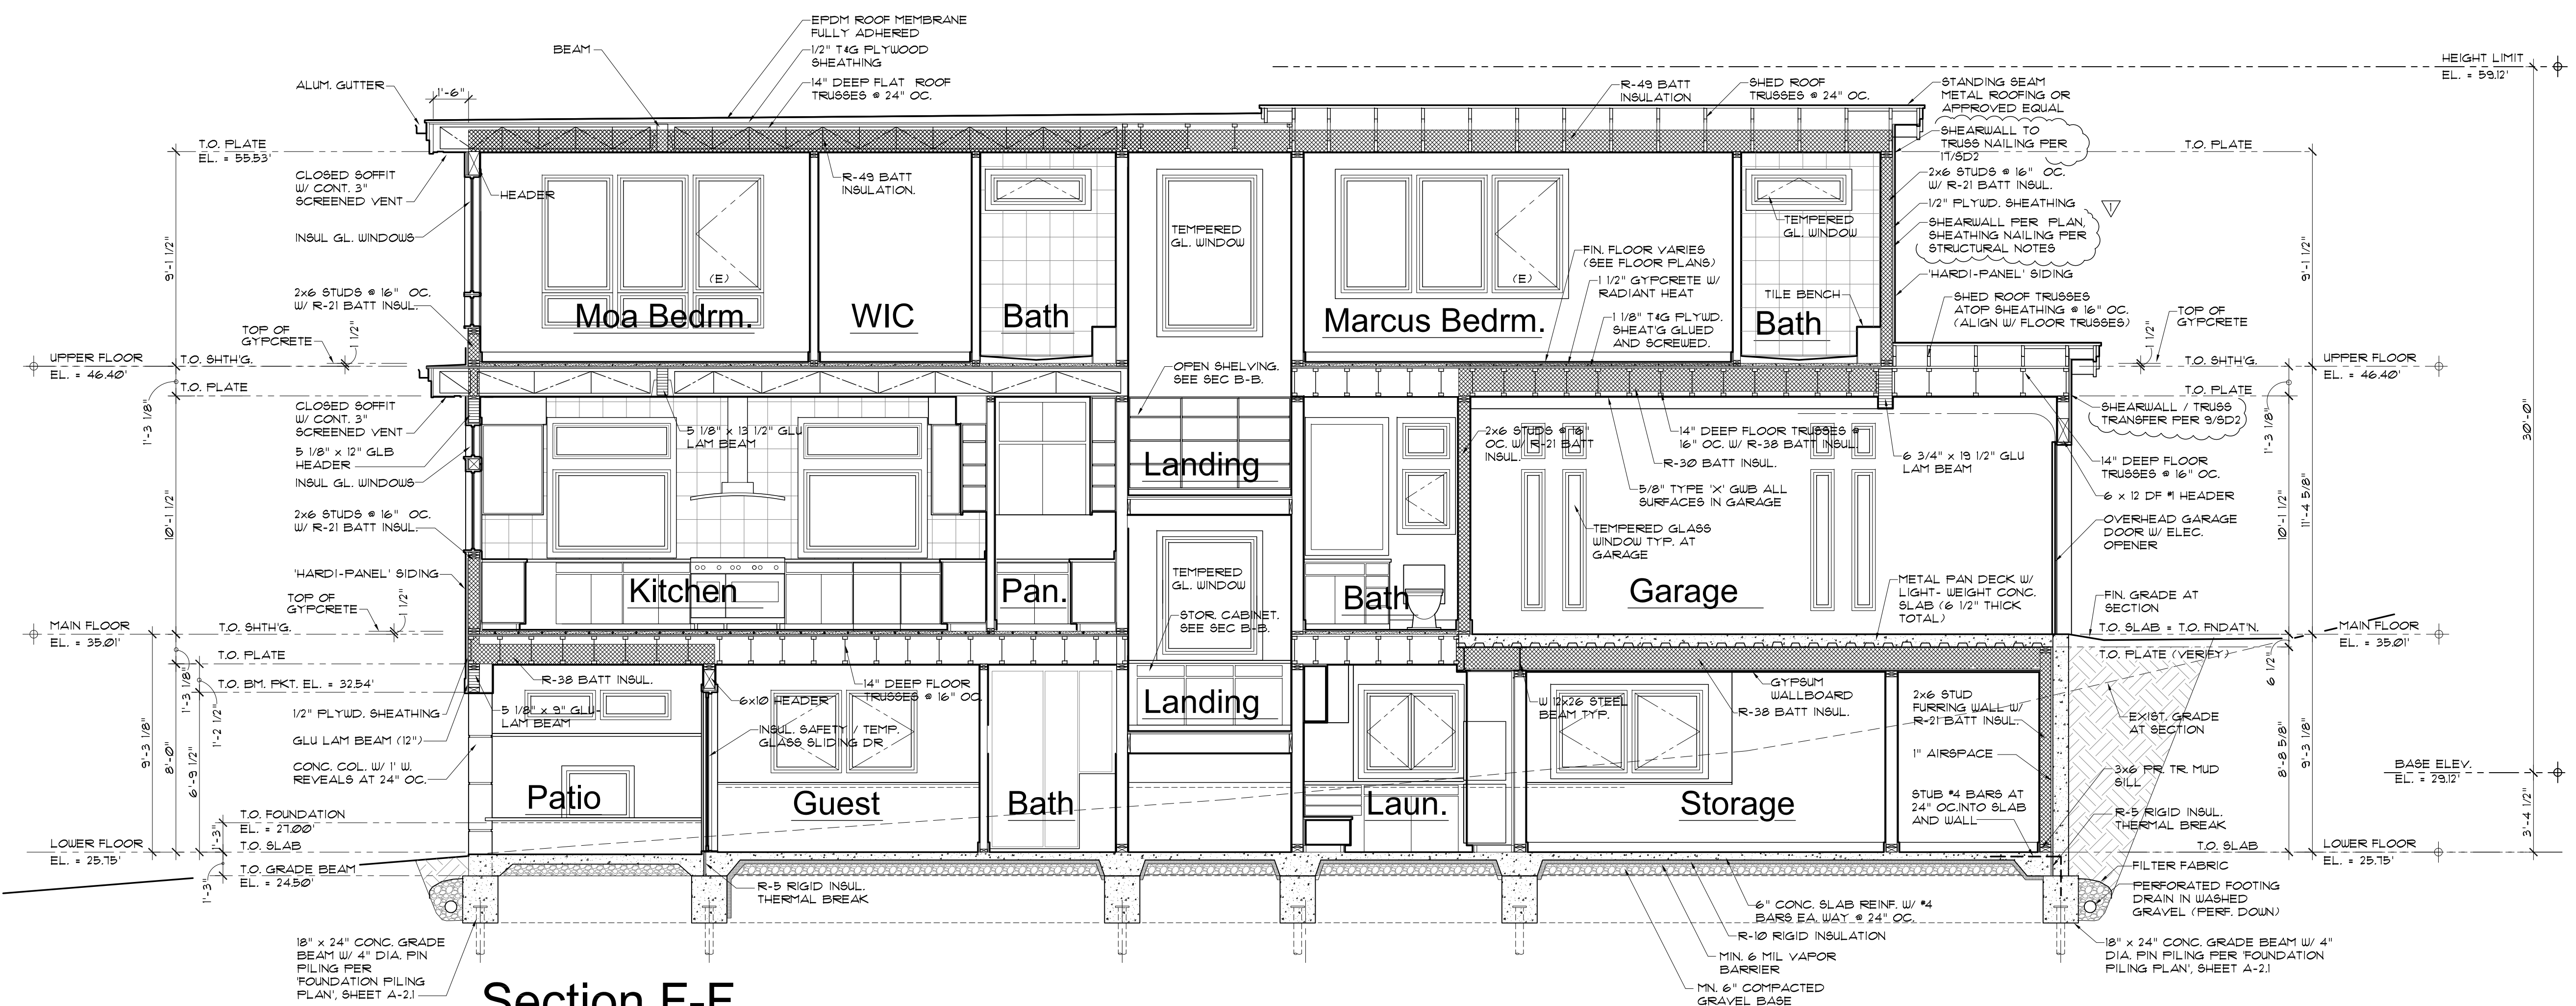 EPDM ROOF MEMBRANE
FULLY ADHERED
BEAM
1/2" T&G PLYWOOD
SHEATHING
14" DEEP FLAT ROOF
TRUSSES @ 24" OC.
ALUM. GUTTER
1'-6"
R-49 BATT
INSULATION
SHED ROOF
TRUSSES @ 24" OC.
STANDING SEAM
METAL ROOFING OR
APPROVED EQUAL
HEIGHT LIMIT
EL. = 59.12'
SHEARWALL TO
TRUSS NAILING PER
17/SD2
T.O. PLATE
EL. = 55.53'
T.O. PLATE
CLOSED SOFFIT
W/ CONT. 3"
SCREENED VENT
HEADER
R-49 BATT
INSULATION.
2x6 STUDS @ 16" OC.
W/ R-21 BATT INSUL.
1/2" PLYWD. SHEATHING
SHEARWALL PER PLAN,
SHEATHING NAILING PER
STRUCTURAL NOTES
1
'HARDI-PANEL' SIDING
INSUL GL. WINDOWS
TEMPERED
GL. WINDOW
TEMPERED
GL. WINDOW
FIN. FLOOR VARIES
(SEE FLOOR PLANS)
1 1/2" GYPCRETE W/
RADIANT HEAT
1 1/8" T&G PLYWD.
SHEAT'G GLUED
AND SCREWED.
TILE BENCH
SHED ROOF TRUSSES
ATOP SHEATHING @ 16" OC.
(ALIGN W/ FLOOR TRUSSES)
9'-1 1/2"
9'-1 1/2"
(E)
(E)
2x6 STUDS @ 16" OC.
W/ R-21 BATT INSUL.
Moa Bedrm.
WIC
Bath
Marcus Bedrm.
Bath
TOP OF
GYPCRETE
1 1/2"
TOP OF
GYPCRETE
1 1/2"
UPPER FLOOR
EL. = 46.40'
T.O. SHTH'G.
T.O. PLATE
T.O. SHTH'G.
T.O. PLATE
UPPER FLOOR
EL. = 46.40'
OPEN SHELVING.
SEE SEC B-B.
CLOSED SOFFIT
W/ CONT. 3"
SCREENED VENT
1'-3 1/8"
5 1/8" x 12" GLB
HEADER
INSUL GL. WINDOWS
5 1/8" x 13 1/2" GLU
LAM BEAM
2x6 STUDS @ 16"
OC. W/ R-21 BATT
INSUL.
14" DEEP FLOOR TRUSSES @
16" OC. W/ R-38 BATT INSUL.
R-30 BATT INSUL.
5/8" TYPE 'X' GWB ALL
SURFACES IN GARAGE
6 3/4" x 19 1/2" GLU
LAM BEAM
SHEARWALL / TRUSS
TRANSFER PER 9/SD2
1'-3 1/8"
14" DEEP FLOOR
TRUSSES @ 16" OC.
6 x 12 DF #1 HEADER
OVERHEAD GARAGE
DOOR W/ ELEC.
OPENER
30'-0"
Landing
2x6 STUDS @ 16" OC.
W/ R-21 BATT INSUL.
10'-1 1/2"
10'-1 1/2"
11'-4 5/8"
TEMPERED GLASS
WINDOW TYP. AT
GARAGE
TEMPERED
GL. WINDOW
'HARDI-PANEL' SIDING
TOP OF
GYPCRETE
1 1/2"
Kitchen
Pan.
Bath
Garage
STOR. CABINET.
SEE SEC B-B.
METAL PAN DECK W/
LIGHT- WEIGHT CONC.
SLAB (6 1/2" THICK
TOTAL)
FIN. GRADE AT
SECTION
MAIN FLOOR
EL. = 35.01'
T.O. SHTH'G.
T.O. PLATE
T.O. BM. PKT. EL. = 32.54'
T.O. SLAB = T.O. FNDAT'N.
T.O. PLATE (VERIFY)
MAIN FLOOR
EL. = 35.01'
1'-3 1/8"
1'-2 1/2"
6 1/2"
R-38 BATT INSUL.
5 1/8" x 9" GLU-
LAM BEAM
6x10 HEADER
14" DEEP FLOOR
TRUSSES @ 16" OC.
1/2" PLYWD. SHEATHING
GLU LAM BEAM (12")
CONC. COL. W/ 1' W.
REVEALS AT 24" OC.
INSUL. SAFETY / TEMP.
GLASS SLIDING DR
Landing
W 12x26 STEEL
BEAM TYP.
GYPSUM
WALLBOARD
R-38 BATT INSUL.
2x6 STUD
FURRING WALL W/
R-21 BATT INSUL.
1" AIRSPACE
STUB #4 BARS AT
24" OC.INTO SLAB
AND WALL
EXIST. GRADE
AT SECTION
3x6 PR. TR. MUD
SILL
R-5 RIGID INSUL.
THERMAL BREAK
BASE ELEV.
EL. = 29.12'
9'-3 1/8"
8'-0"
6'-9 1/2"
8'-8 5/8"
9'-3 1/8"
3'-4 1/2"
Patio
Guest
Bath
Laun.
Storage
T.O. FOUNDATION
EL. = 27.00'
T.O. SLAB
T.O. GRADE BEAM
EL. = 24.50'
1'-3"
1'-3"
LOWER FLOOR
EL. = 25.75'
T.O. SLAB
LOWER FLOOR
EL. = 25.75'
FILTER FABRIC
PERFORATED FOOTING
DRAIN IN WASHED
GRAVEL (PERF. DOWN)
R-5 RIGID INSUL.
THERMAL BREAK
6" CONC. SLAB REINF. W/ #4
BARS EA. WAY @ 24" OC.
R-10 RIGID INSULATION
MIN. 6 MIL VAPOR
BARRIER
MN. 6" COMPACTED
GRAVEL BASE
18" x 24" CONC. GRADE
BEAM W/ 4" DIA. PIN
PILING PER
'FOUNDATION PILING
PLAN', SHEET A-2.1
18" x 24" CONC. GRADE BEAM W/ 4"
DIA. PIN PILING PER 'FOUNDATION
PILING PLAN', SHEET A-2.1
Section